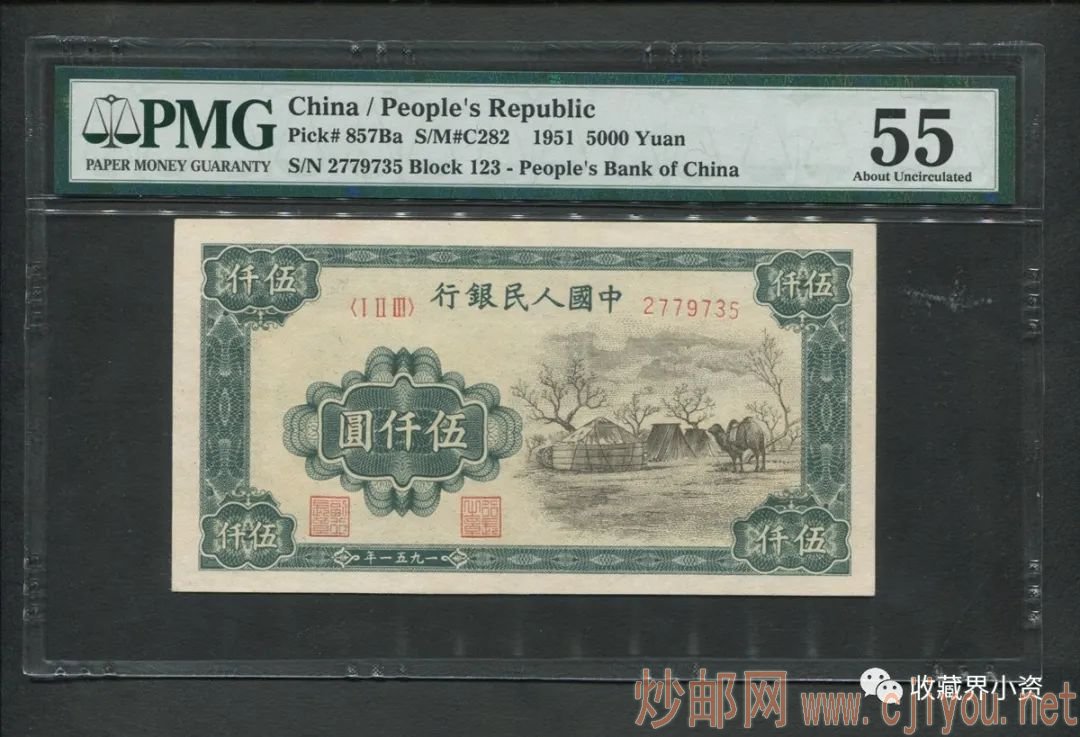 PMG
PAPER MONEY GUARANTY
China / People's Republic
Pick# 857Ba S/M#C282 1951 5000 Yuan
S/N 2779735 Block 123 - People's Bank of China
55
About Uncirculated
仟伍
仟伍
行銀民人國中
〈I II III〉
2779735
圓仟伍
仟伍
仟伍
年一五九一
收藏界小资
炒邮网 www.cjiyou.net